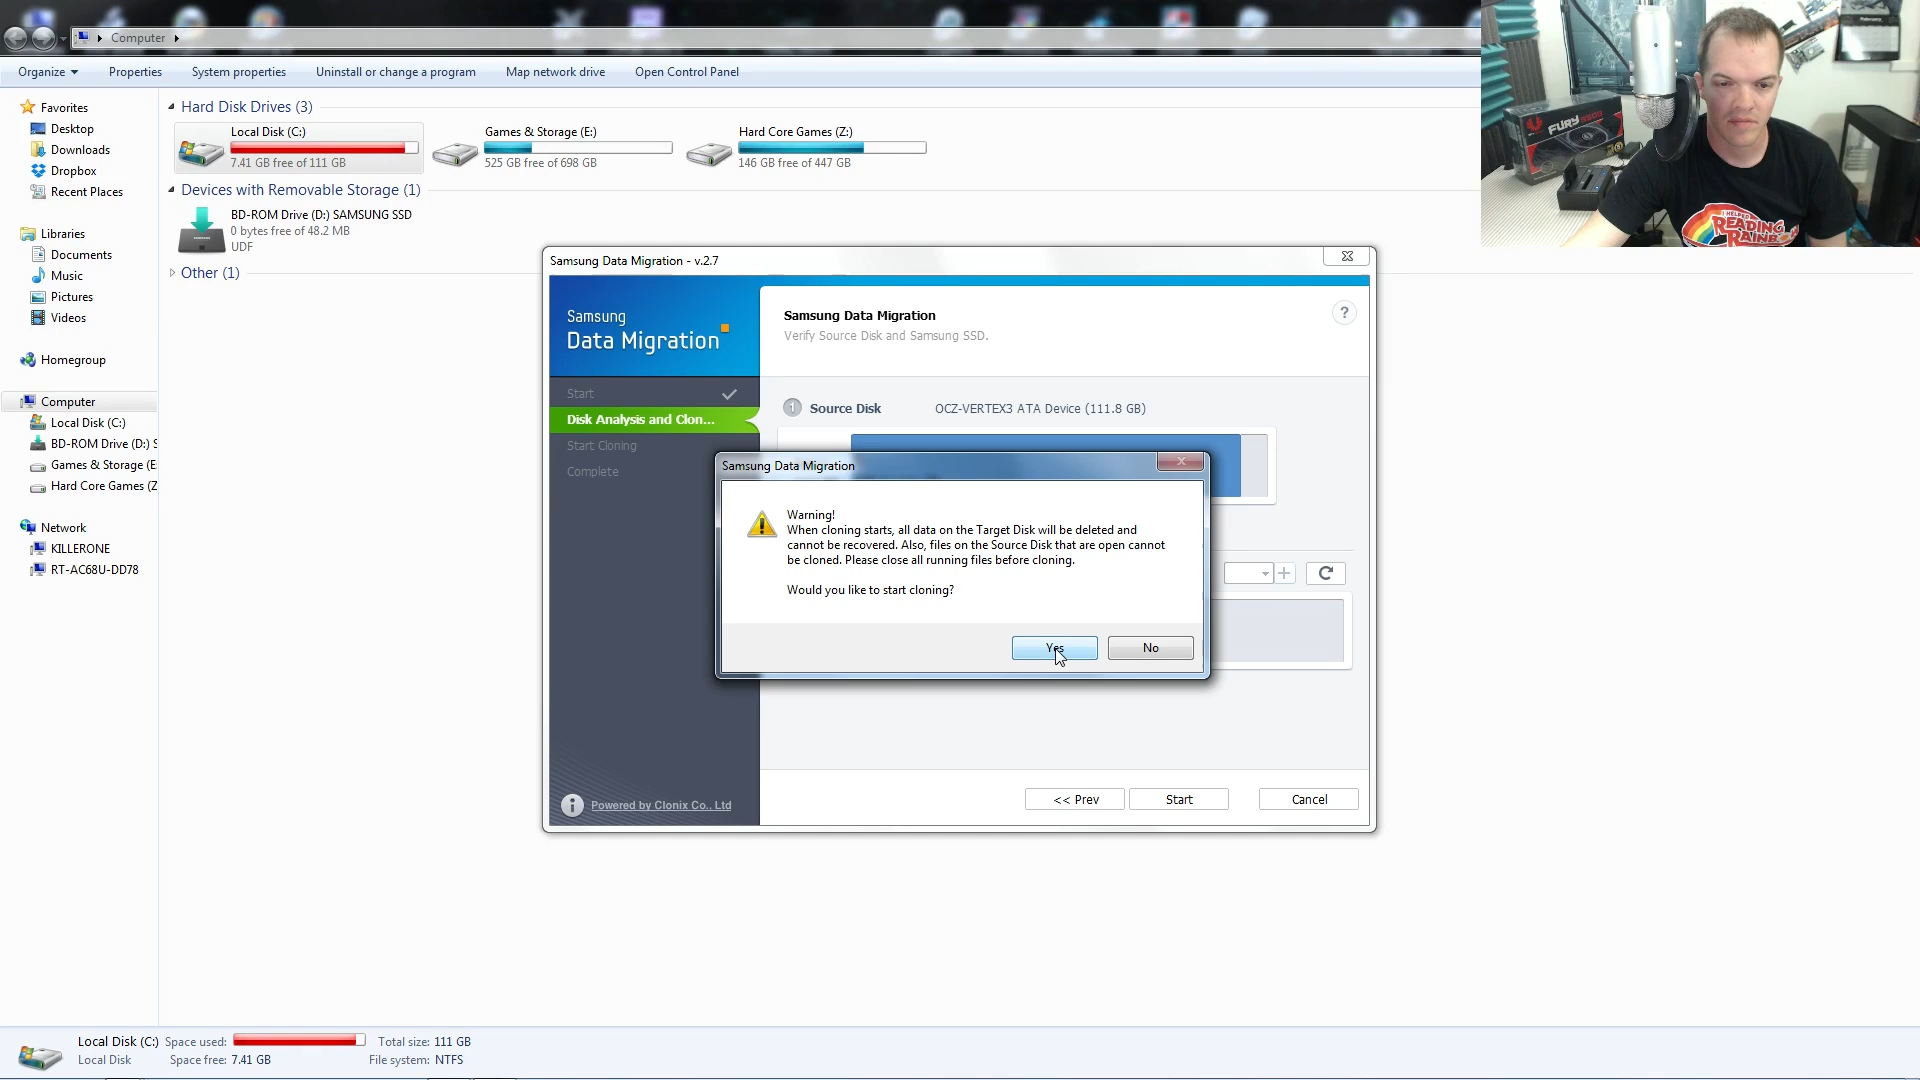 Computer
Organize
Properties
System properties
Uninstall or change a program
Map network drive
Open Control Panel
Favorites
Desktop
Downloads
Dropbox
Recent Places
Libraries
Documents
Music
Pictures
Videos
Homegroup
Computer
Local Disk (C:)
BD-ROM Drive (D:) S
Games & Storage (E:
Hard Core Games (Z
Network
KILLERONE
RT-AC68U-DD78
Hard Disk Drives (3)
Local Disk (C:)
7.41 GB free of 111 GB
Games & Storage (E:)
525 GB free of 698 GB
Hard Core Games (Z:)
146 GB free of 447 GB
Devices with Removable Storage (1)
BD-ROM Drive (D:) SAMSUNG SSD
0 bytes free of 48.2 MB
UDF
Other (1)
Samsung Data Migration - v.2.7
Samsung
Data Migration
Start
Disk Analysis and Clon...
Start Cloning
Complete
Powered by Clonix Co., Ltd
Samsung Data Migration
Verify Source Disk and Samsung SSD.
?
1 Source Disk
OCZ-VERTEX3 ATA Device (111.8 GB)
Samsung Data Migration
Warning!
When cloning starts, all data on the Target Disk will be deleted and
cannot be recovered. Also, files on the Source Disk that are open cannot
be cloned. Please close all running files before cloning.
Would you like to start cloning?
Yes
No
<< Prev
Start
Cancel
Local Disk (C:) Space used:
Total size: 111 GB
Local Disk
Space free: 7.41 GB
File system: NTFS
FURY
I HELPED
READING